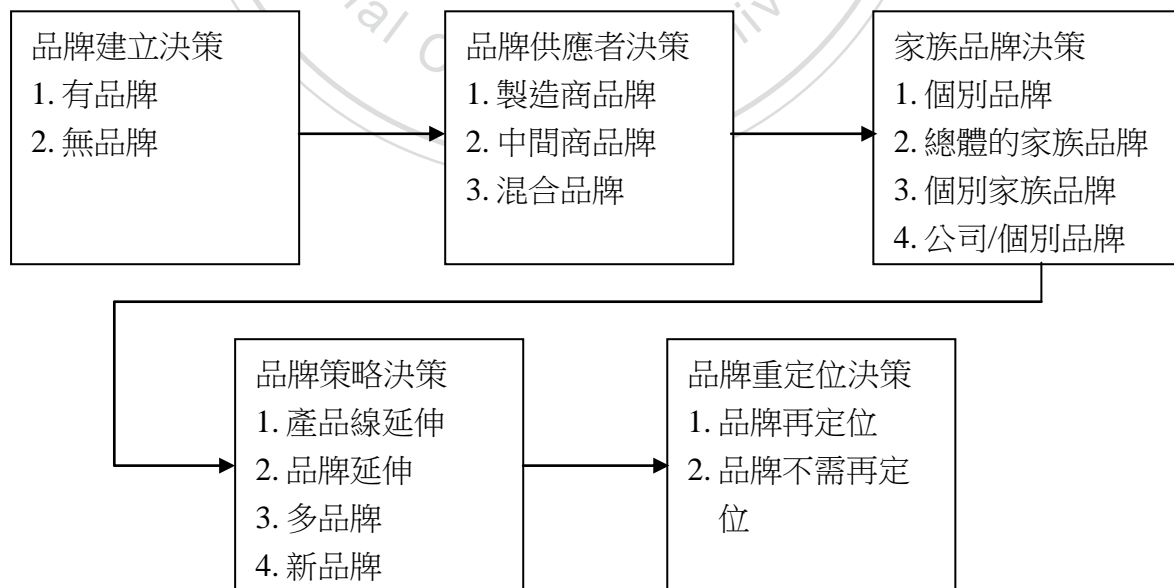 品牌建立決策
1. 有品牌
2. 無品牌
品牌供應者決策
1. 製造商品牌
2. 中間商品牌
3. 混合品牌
家族品牌決策
1. 個別品牌
2. 總體的家族品牌
3. 個別家族品牌
4. 公司/個別品牌
品牌策略決策
1. 產品線延伸
2. 品牌延伸
3. 多品牌
4. 新品牌
品牌重定位決策
1. 品牌再定位
2. 品牌不需再定
位